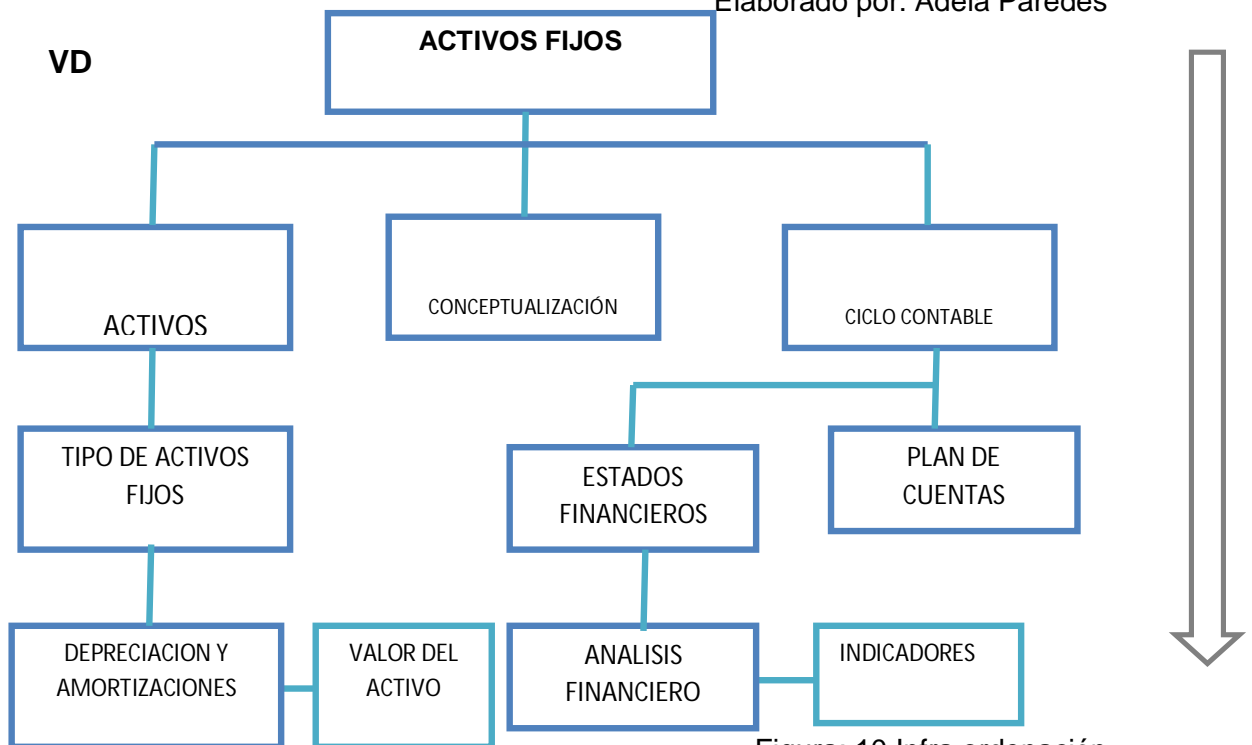 Elaborado por: Adela Paredes
VD
ACTIVOS FIJOS
ACTIVOS
CONCEPTUALIZACIÓN
CICLO CONTABLE
TIPO DE ACTIVOS
FIJOS
ESTADOS
FINANCIEROS
PLAN DE
CUENTAS
DEPRECIACION Y
AMORTIZACIONES
VALOR DEL
ACTIVO
ANALISIS
FINANCIERO
INDICADORES
Figura: 10 Infra ordenación